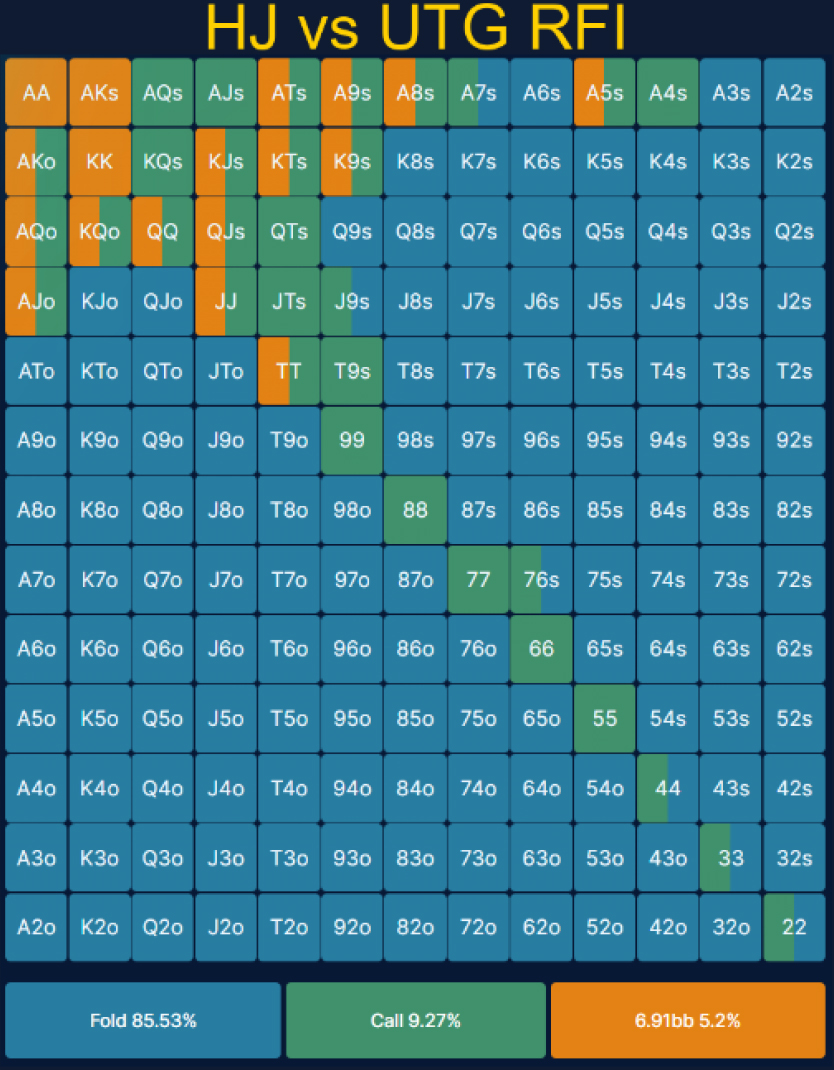 HJ vs UTG RFI
AA AKs AQs AJs ATs A9s A8s A7s A6s A5s A4s A3s A2s
AKo KK KQs KJs KTs K9s K8s K7s K6s K5s K4s K3s K2s
AQo KQo QQ QJs QTs Q9s Q8s Q7s Q6s Q5s Q4s Q3s Q2s
AJo KJo QJo JJ JTs J9s J8s J7s J6s J5s J4s J3s J2s
ATo KTo QTo JTo TT T9s T8s T7s T6s T5s T4s T3s T2s
A9o K9o Q9o J9o T9o 99 98s 97s 96s 95s 94s 93s 92s
A8o K8o Q8o J8o T8o 98o 88 87s 86s 85s 84s 83s 82s
A7o K7o Q7o J7o T7o 97o 87o 77 76s 75s 74s 73s 72s
A6o K6o Q6o J6o T6o 96o 86o 76o 66 65s 64s 63s 62s
A5o K5o Q5o J5o T5o 95o 85o 75o 65o 55 54s 53s 52s
A4o K4o Q4o J4o T4o 94o 84o 74o 64o 54o 44 43s 42s
A3o K3o Q3o J3o T3o 93o 83o 73o 63o 53o 43o 33 32s
A2o K2o Q2o J2o T2o 92o 82o 72o 62o 52o 42o 32o 22
Fold 85.53% Call 9.27% 6.91bb 5.2%